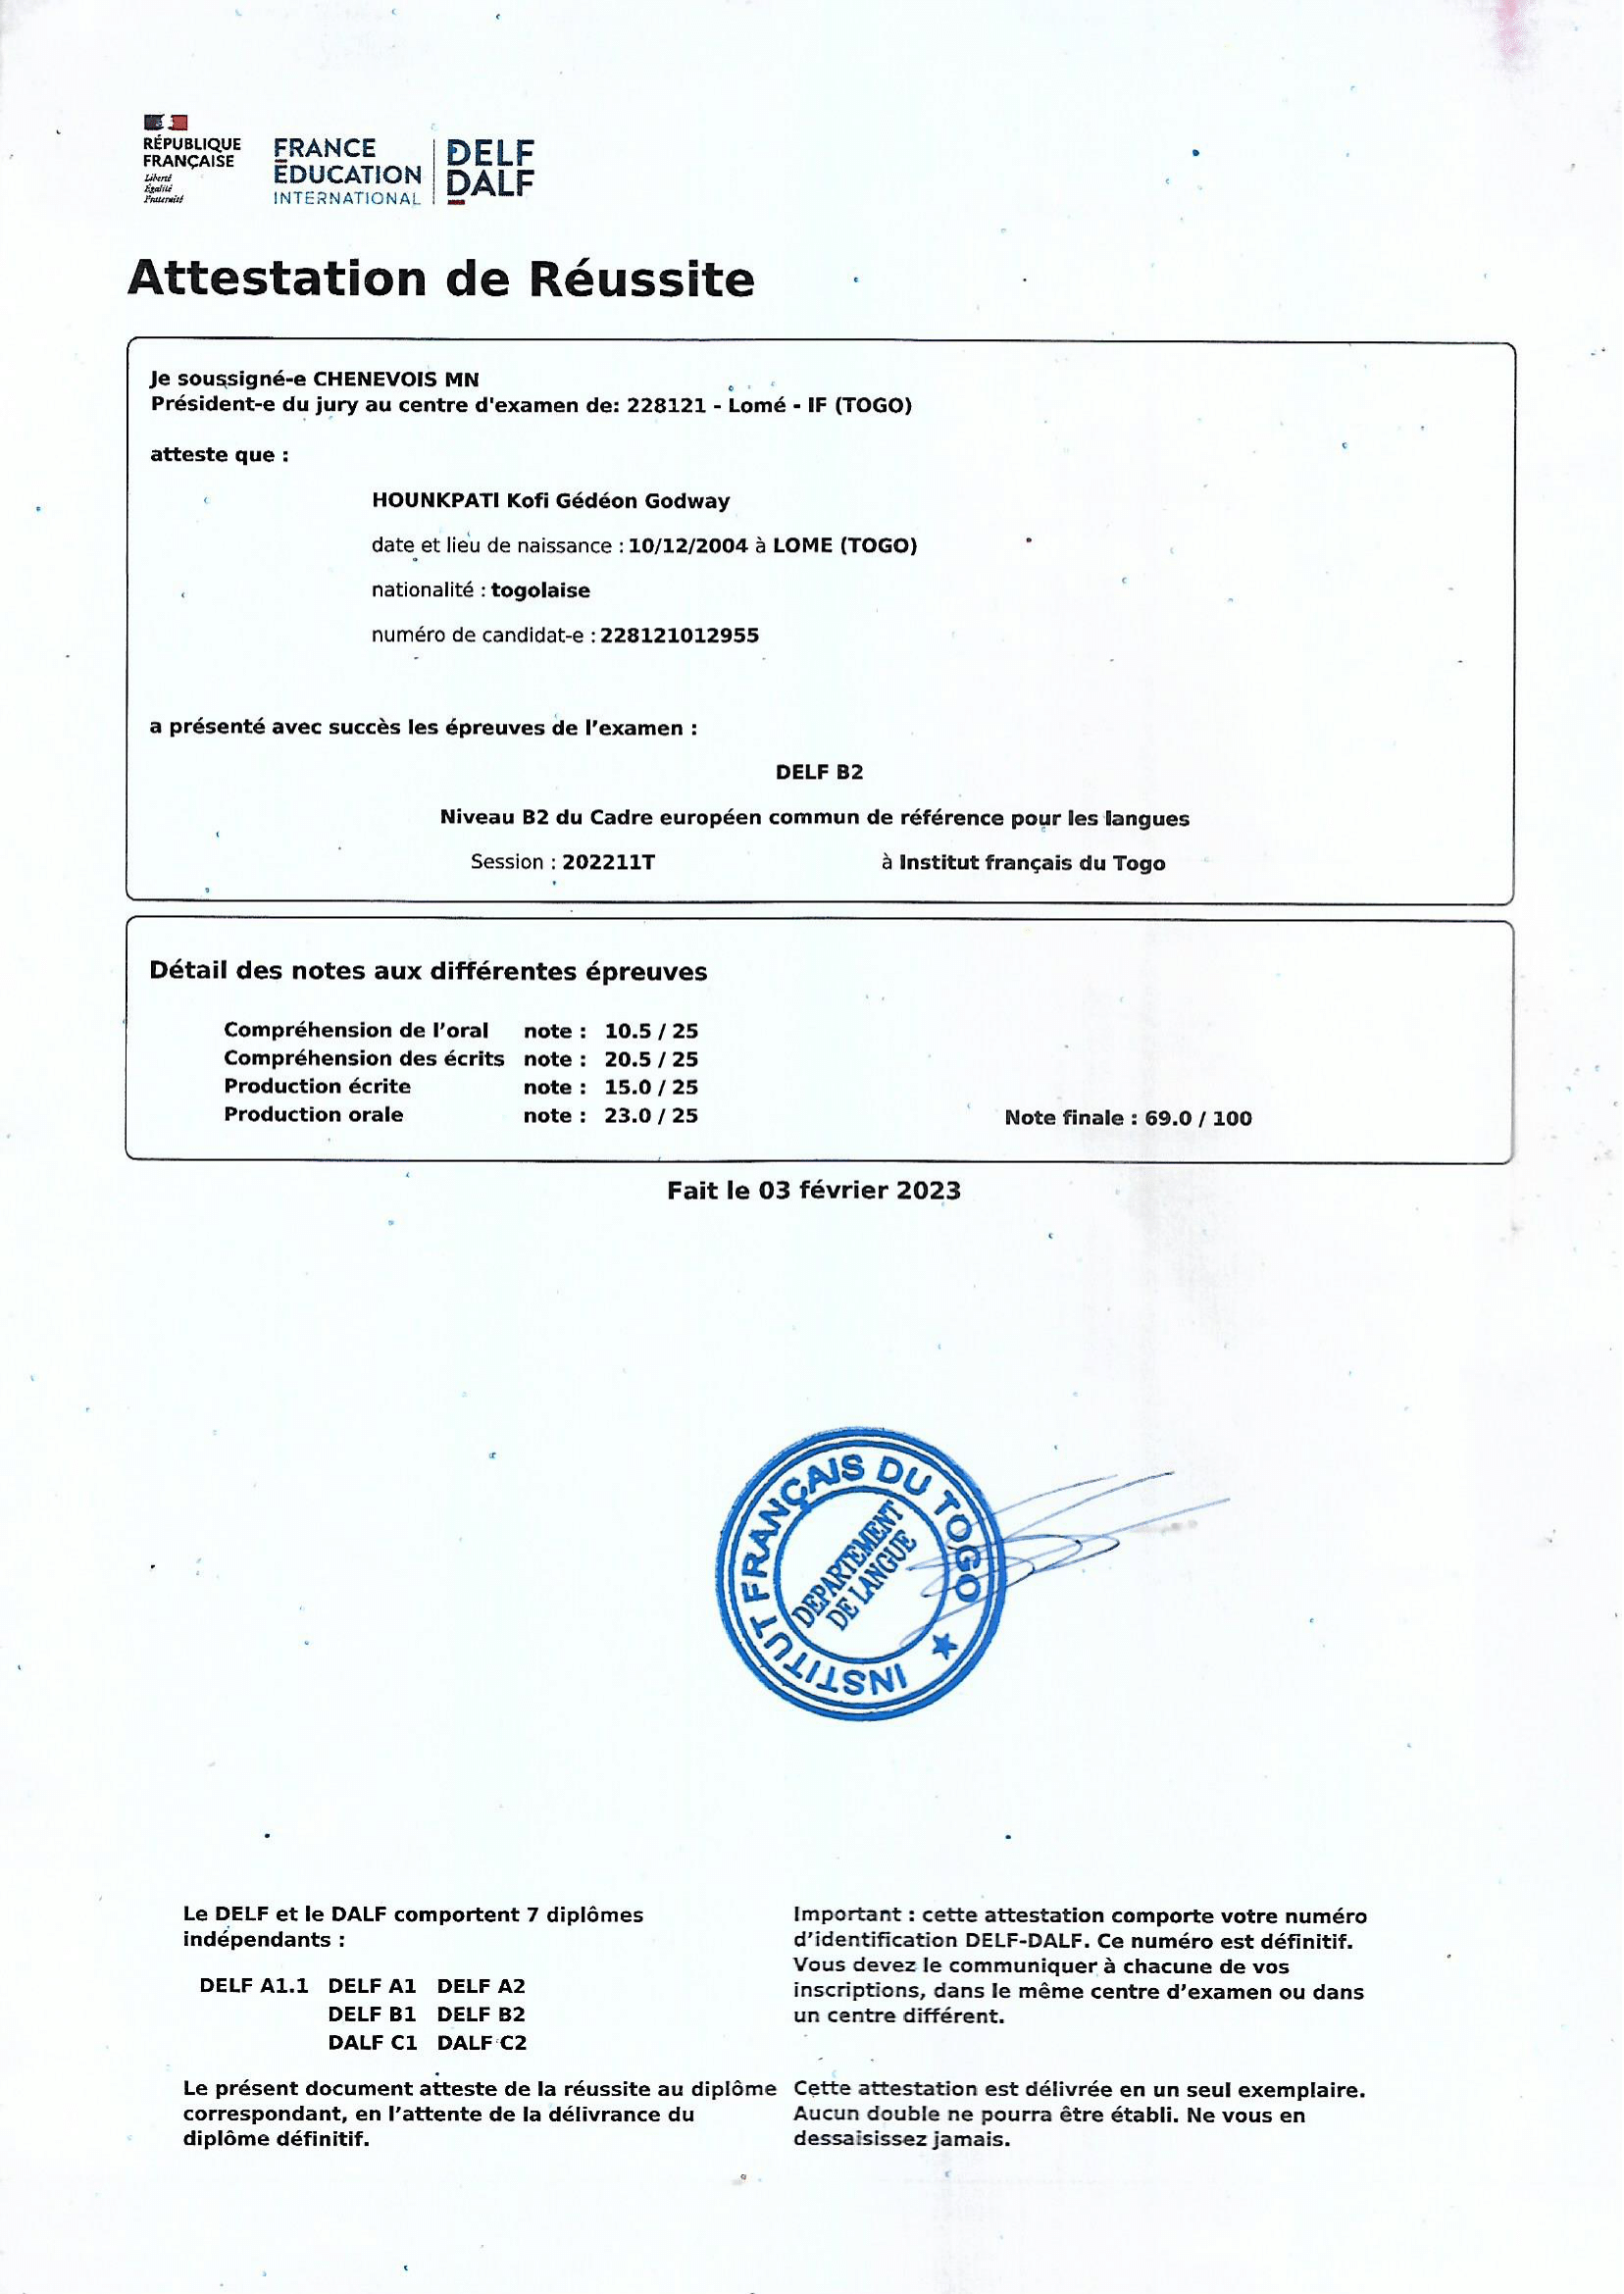 RÉPUBLIQUE
FRANÇAISE
Liberté
Égalité
Fraternité
FRANCE
ÉDUCATION
INTERNATIONAL
DELF
DALF
Attestation de Réussite
Je soussigné-e CHENEVOIS MN
Président-e du jury au centre d'examen de: 228121 - Lomé - IF (TOGO)
atteste que :
HOUNKPATI Kofi Gédéon Godway
date et lieu de naissance : 10/12/2004 à LOME (TOGO)
nationalité : togolaise
numéro de candidat-e : 228121012955
a présenté avec succès les épreuves de l’examen :
DELF B2
Niveau B2 du Cadre européen commun de référence pour les langues
Session : 202211T à Institut français du Togo
Détail des notes aux différentes épreuves
Compréhension de l’oral note : 10.5 / 25
Compréhension des écrits note : 20.5 / 25
Production écrite note : 15.0 / 25
Production orale note : 23.0 / 25
Note finale : 69.0 / 100
Fait le 03 février 2023
INSTITUT FRANÇAIS DU TOGO
DEPARTEMENT
DE LANGUE
Le DELF et le DALF comportent 7 diplômes
indépendants :
DELF A1.1 DELF A1 DELF A2
DELF B1 DELF B2
DALF C1 DALF C2
Le présent document atteste de la réussite au diplôme
correspondant, en l’attente de la délivrance du
diplôme définitif.
Important : cette attestation comporte votre numéro
d’identification DELF-DALF. Ce numéro est définitif.
Vous devez le communiquer à chacune de vos
inscriptions, dans le même centre d’examen ou dans
un centre différent.
Cette attestation est délivrée en un seul exemplaire.
Aucun double ne pourra être établi. Ne vous en
dessaisissez jamais.